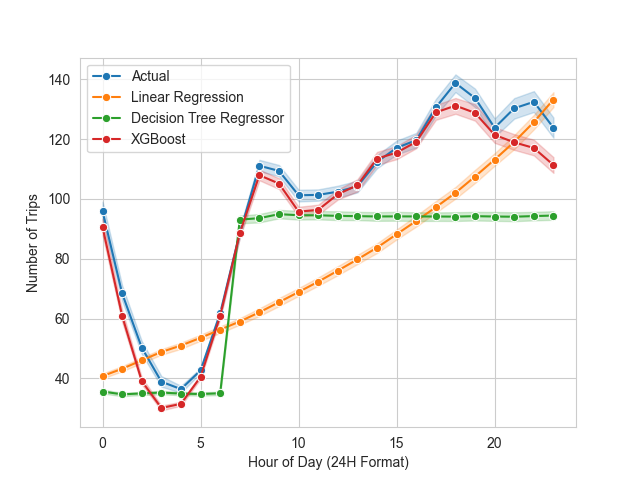 Actual
Linear Regression
Decision Tree Regressor
XGBoost
140
120
100
80
60
40
Number of Trips
0 5 10 15 20
Hour of Day (24H Format)